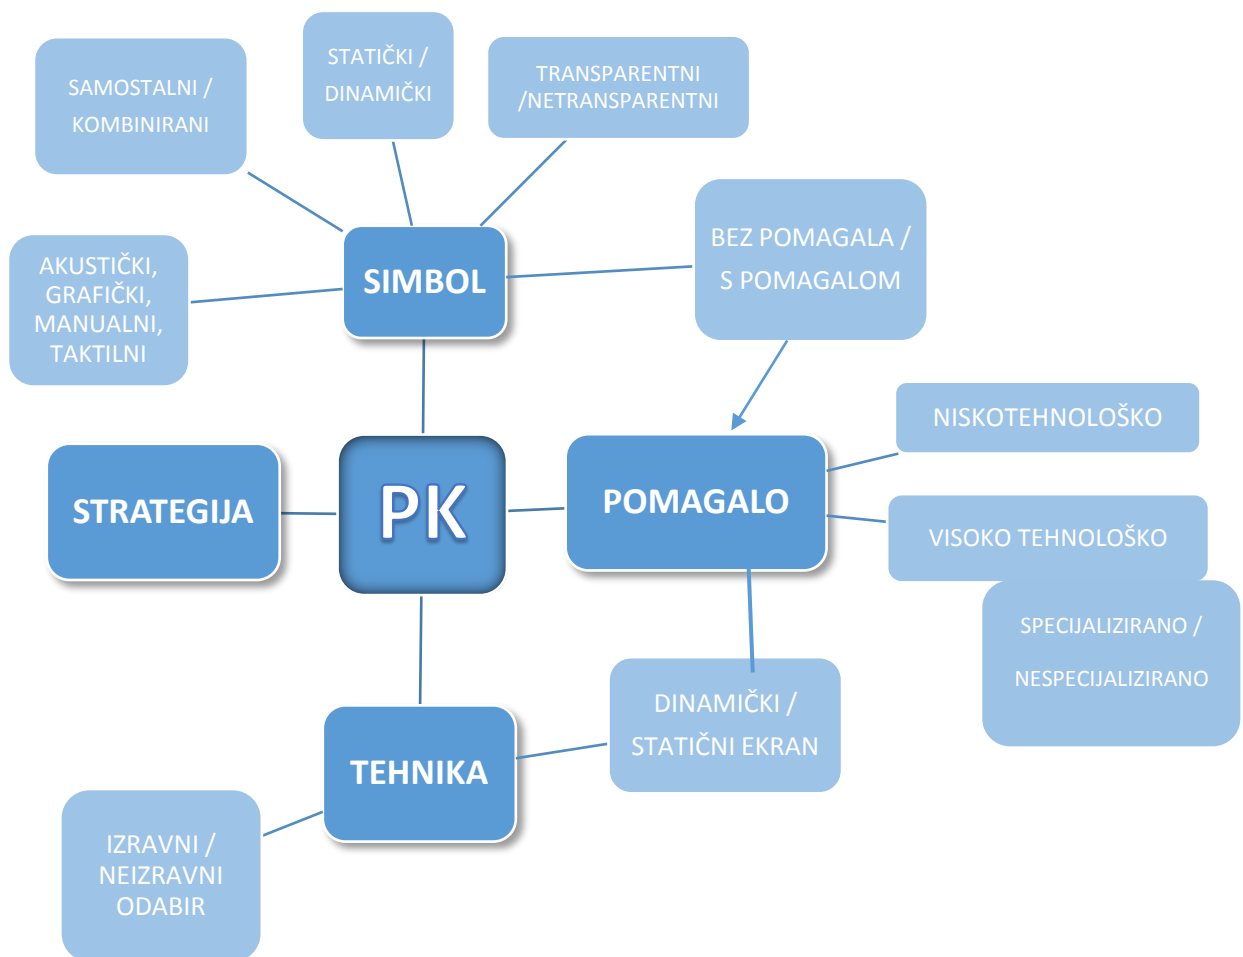 SAMOSTALNI /
KOMBINIRANI
STATIČKI /
DINAMIČKI
TRANSPARENTNI
/NETRANSPARENTNI
AKUSTIČKI,
GRAFIČKI,
MANUALNI,
TAKTILNI
SIMBOL
BEZ POMAGALA /
S POMAGALOM
STRATEGIJA
PK
POMAGALO
NISKOTEHNOLOŠKO
VISOKO TEHNOLOŠKO
SPECIJALIZIRANO /
NESPECIJALIZIRANO
TEHNIKA
DINAMIČKI /
STATIČNI EKRAN
IZRAVNI /
NEIZRAVNI
ODABIR